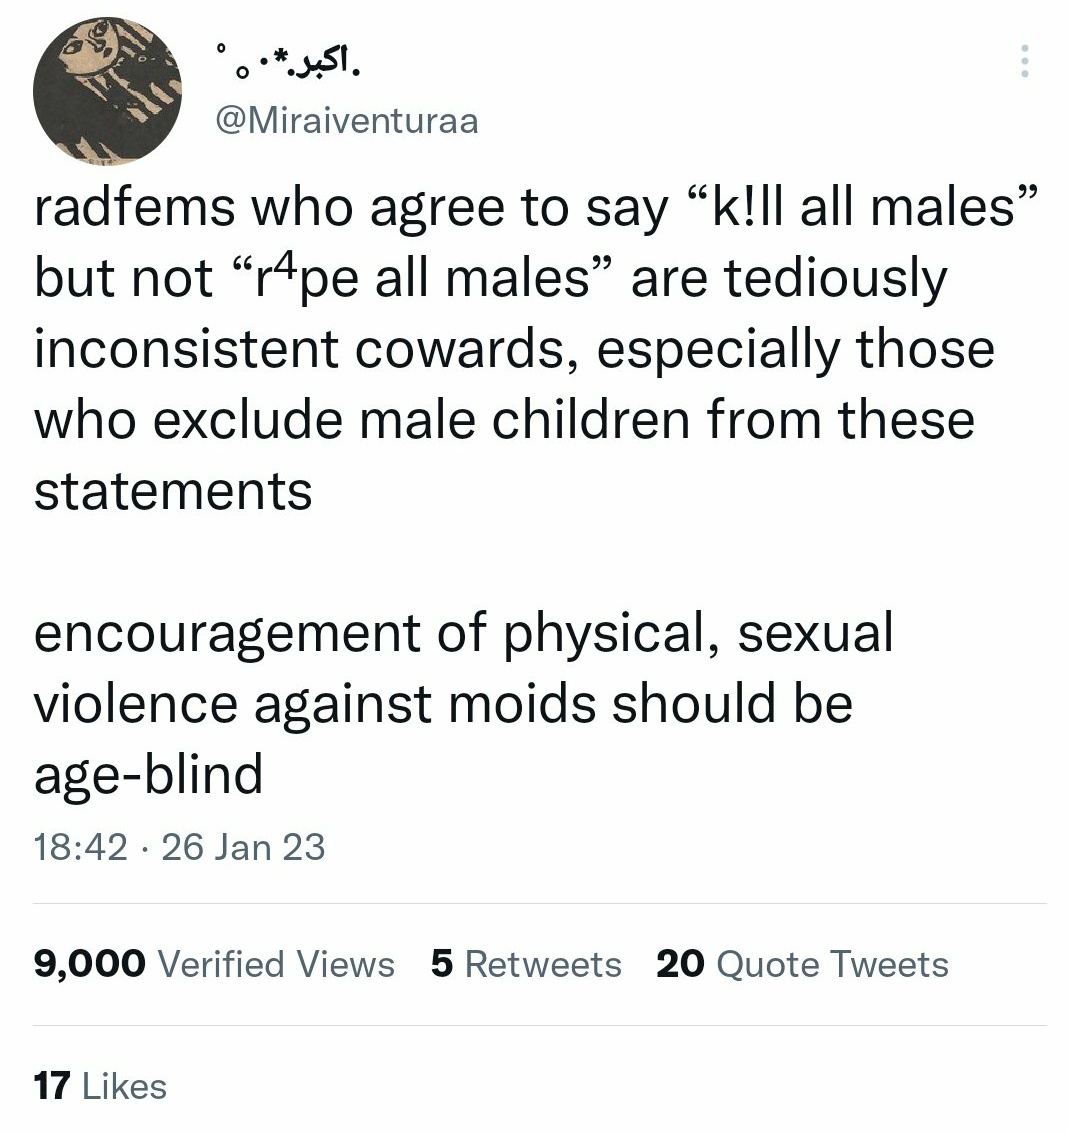 .اكبر.*･｡ﾟ
@Miraiventuraa
radfems who agree to say “k!ll all males”
but not “r⁴pe all males” are tediously
inconsistent cowards, especially those
who exclude male children from these
statements
encouragement of physical, sexual
violence against moids should be
age-blind
18:42 · 26 Jan 23
9,000 Verified Views 5 Retweets 20 Quote Tweets
17 Likes